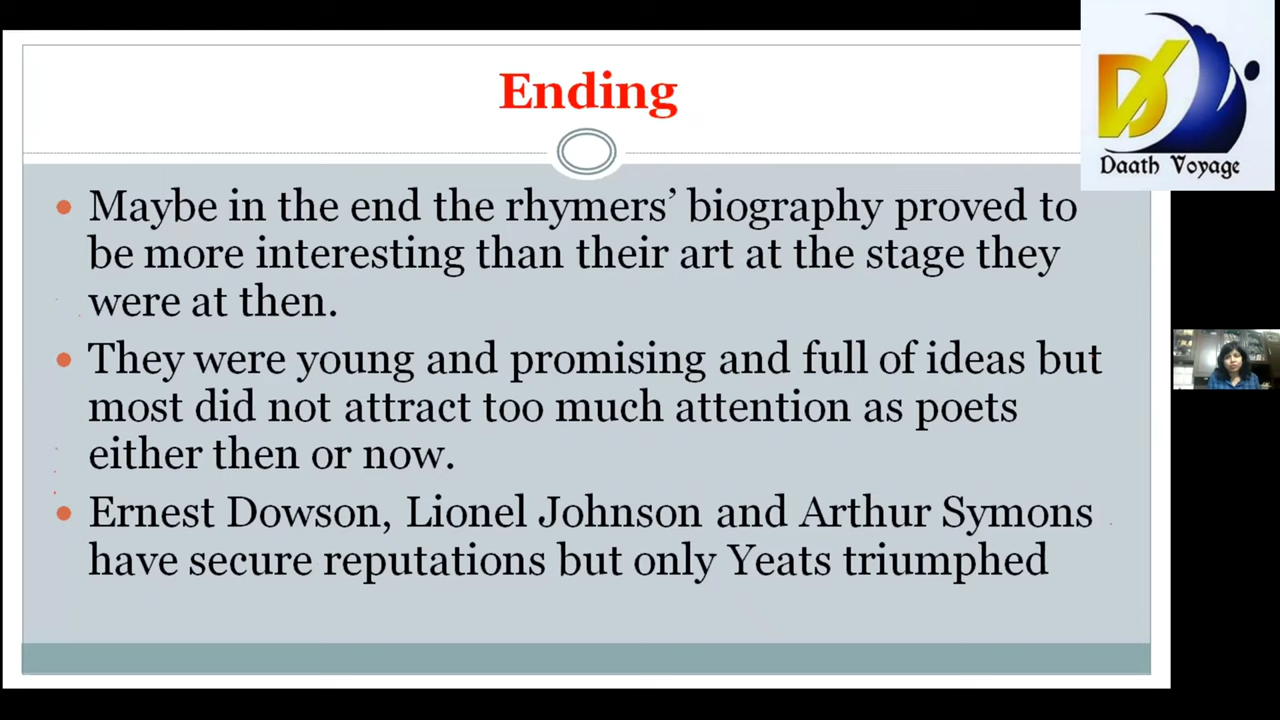 Ending
Daath Voyage
• Maybe in the end the rhymers’ biography proved to
be more interesting than their art at the stage they
were at then.
• They were young and promising and full of ideas but
most did not attract too much attention as poets
either then or now.
• Ernest Dowson, Lionel Johnson and Arthur Symons
have secure reputations but only Yeats triumphed